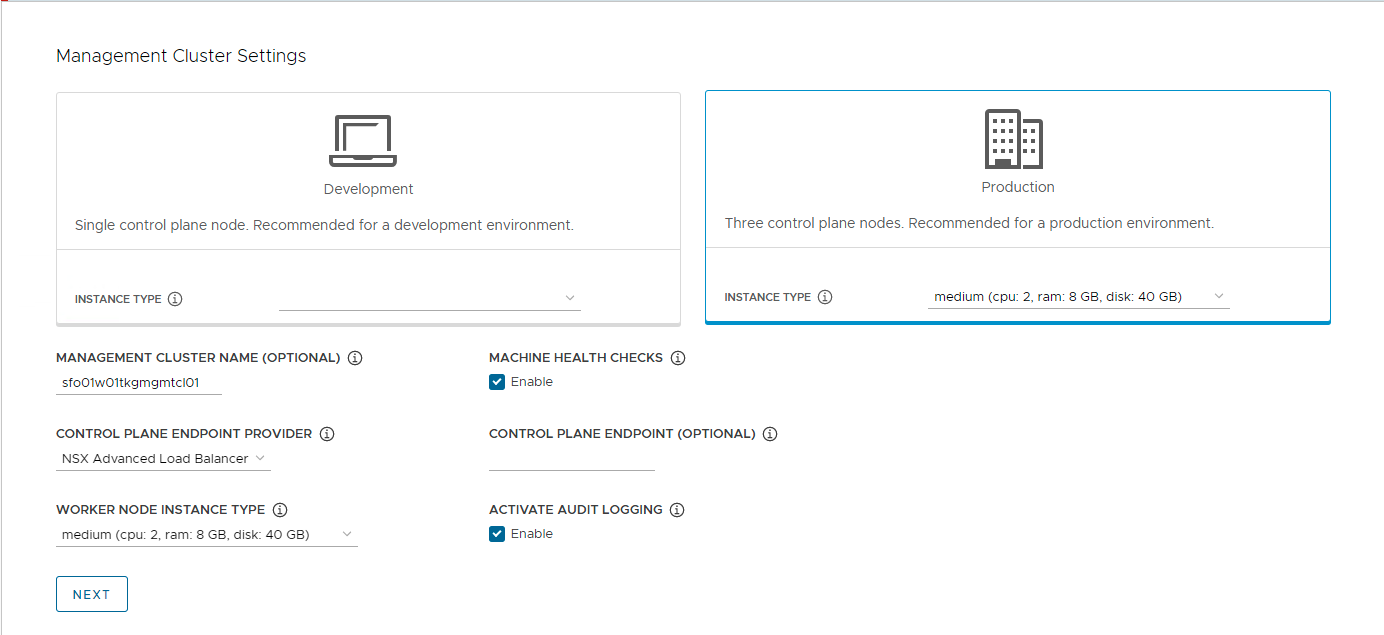 Management Cluster Settings
Development
Single control plane node. Recommended for a development environment.
INSTANCE TYPE
Production
Three control plane nodes. Recommended for a production environment.
INSTANCE TYPE medium (cpu: 2, ram: 8 GB, disk: 40 GB)
MANAGEMENT CLUSTER NAME (OPTIONAL)
sfo01w01tkgmgmtcl01
MACHINE HEALTH CHECKS
Enable
CONTROL PLANE ENDPOINT PROVIDER
NSX Advanced Load Balancer
CONTROL PLANE ENDPOINT (OPTIONAL)
WORKER NODE INSTANCE TYPE
medium (cpu: 2, ram: 8 GB, disk: 40 GB)
ACTIVATE AUDIT LOGGING
Enable
NEXT